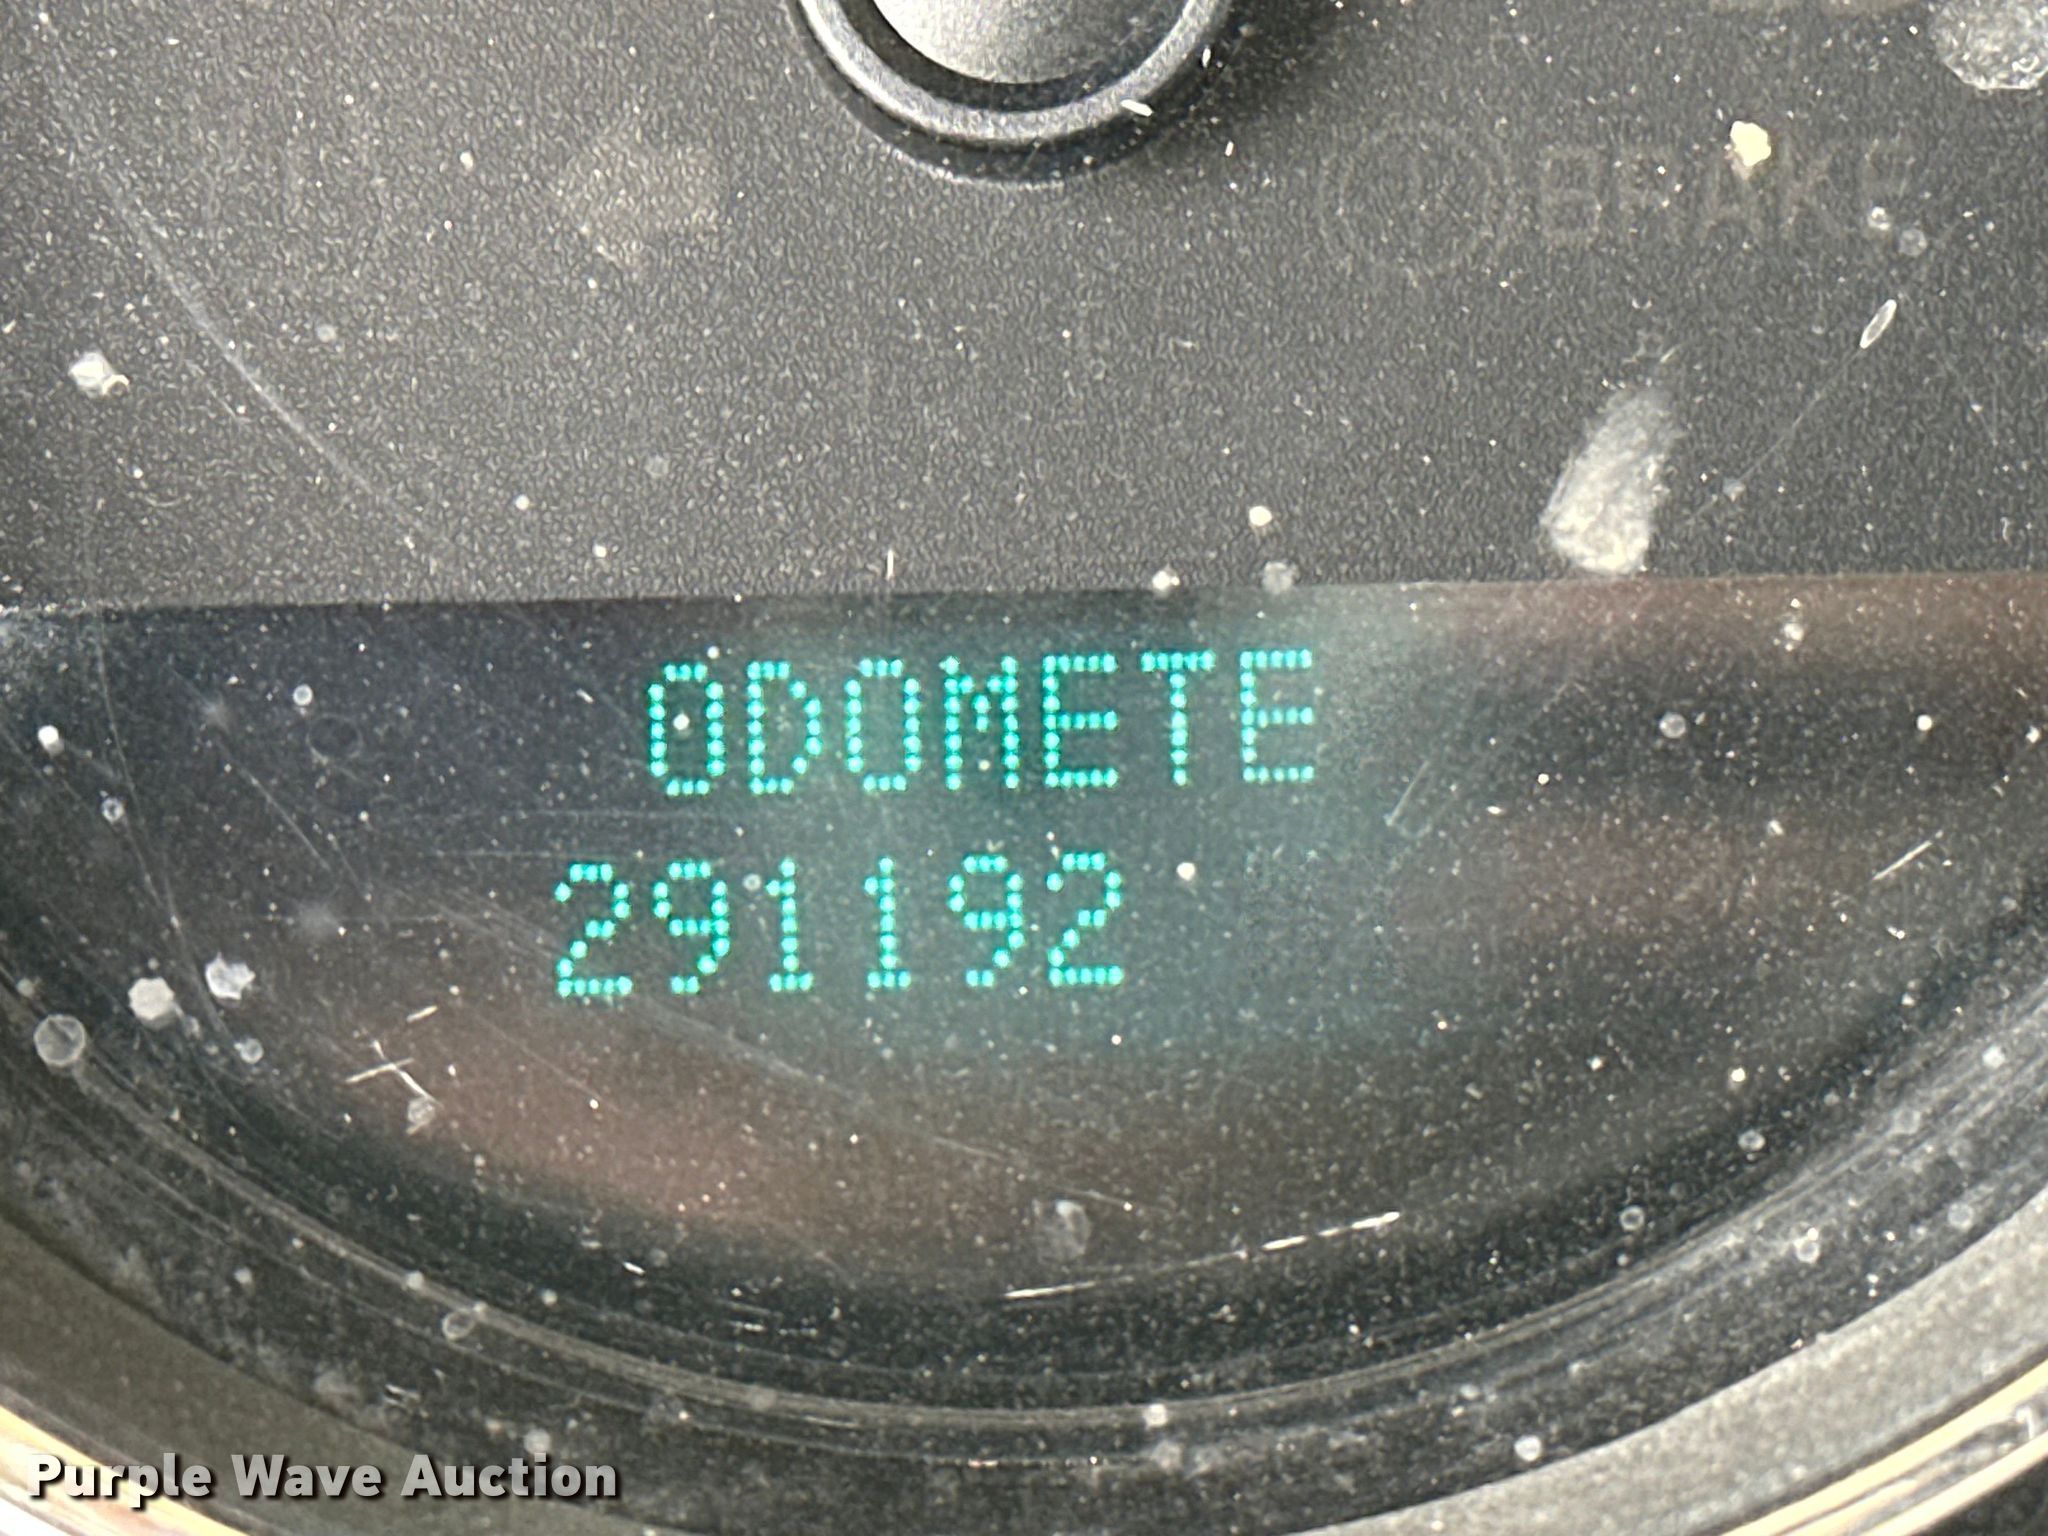 BRAKE
ODOMETE
291192
Purple Wave Auction